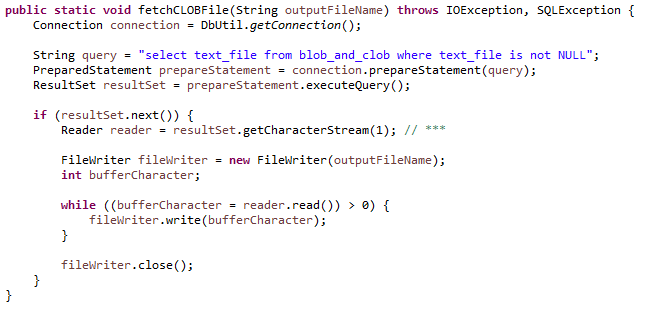 public static void fetchCLOBFile(String outputFileName) throws IOException, SQLException {
    Connection connection = DbUtil.getConnection();

    String query = "select text_file from blob_and_clob where text_file is not NULL";
    PreparedStatement prepareStatement = connection.prepareStatement(query);
    ResultSet resultSet = prepareStatement.executeQuery();

    if (resultSet.next()) {
        Reader reader = resultSet.getCharacterStream(1); // ***

        FileWriter fileWriter = new FileWriter(outputFileName);
        int bufferCharacter;

        while ((bufferCharacter = reader.read()) > 0) {
            fileWriter.write(bufferCharacter);
        }

        fileWriter.close();
    }
}